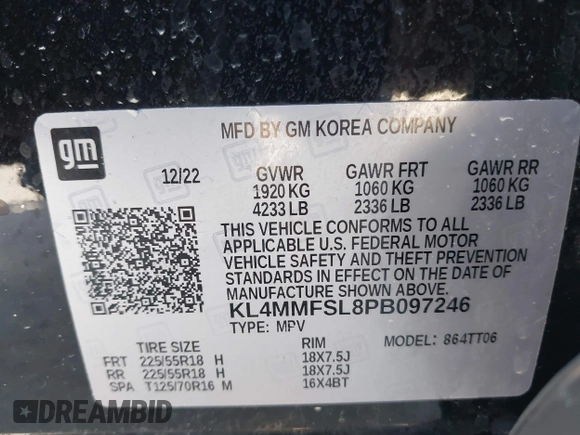 gm
MFD BY GM KOREA COMPANY
12/22 GVWR GAWR FRT GAWR RR
1920 KG 1060 KG 1060 KG
4233 LB 2336 LB 2336 LB
THIS VEHICLE CONFORMS TO ALL
APPLICABLE U.S. FEDERAL MOTOR
VEHICLE SAFETY AND THEFT PREVENTION
STANDARDS IN EFFECT ON THE DATE OF
MANUFACTURE SHOWN ABOVE.
KL4MMFSL8PB097246
TYPE: MPV MODEL: 864TT06
TIRE SIZE RIM
FRT 225/55R18 H 18X7.5J
RR 225/55R18 H 18X7.5J
SPA T125/70R16 M 16X4BT
DREAMBID